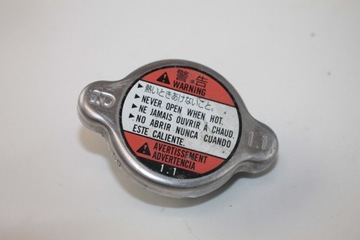 警告
WARNING
▶熱いときあけないこと。
▶NEVER OPEN WHEN HOT.
▶NE JAMAIS OUVRIR À CHAUD.
▶NO ABRIR NUNCA CUANDO
ESTE CALIENTE.
AVERTISSEMENT
ADVERTENCIA
1.1